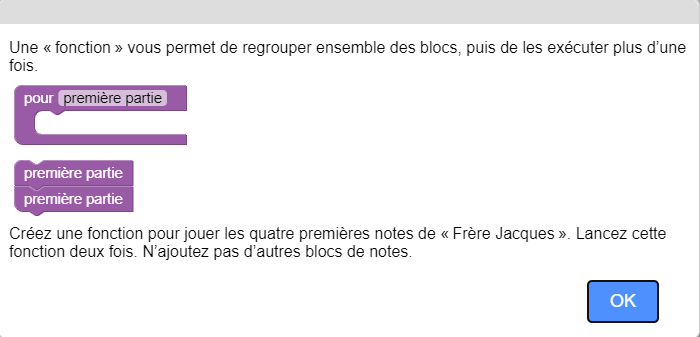 Une « fonction » vous permet de regrouper ensemble des blocs, puis de les exécuter plus d’une
fois.
pour première partie
première partie
première partie
Créez une fonction pour jouer les quatre premières notes de « Frère Jacques ». Lancez cette
fonction deux fois. N’ajoutez pas d’autres blocs de notes.
OK